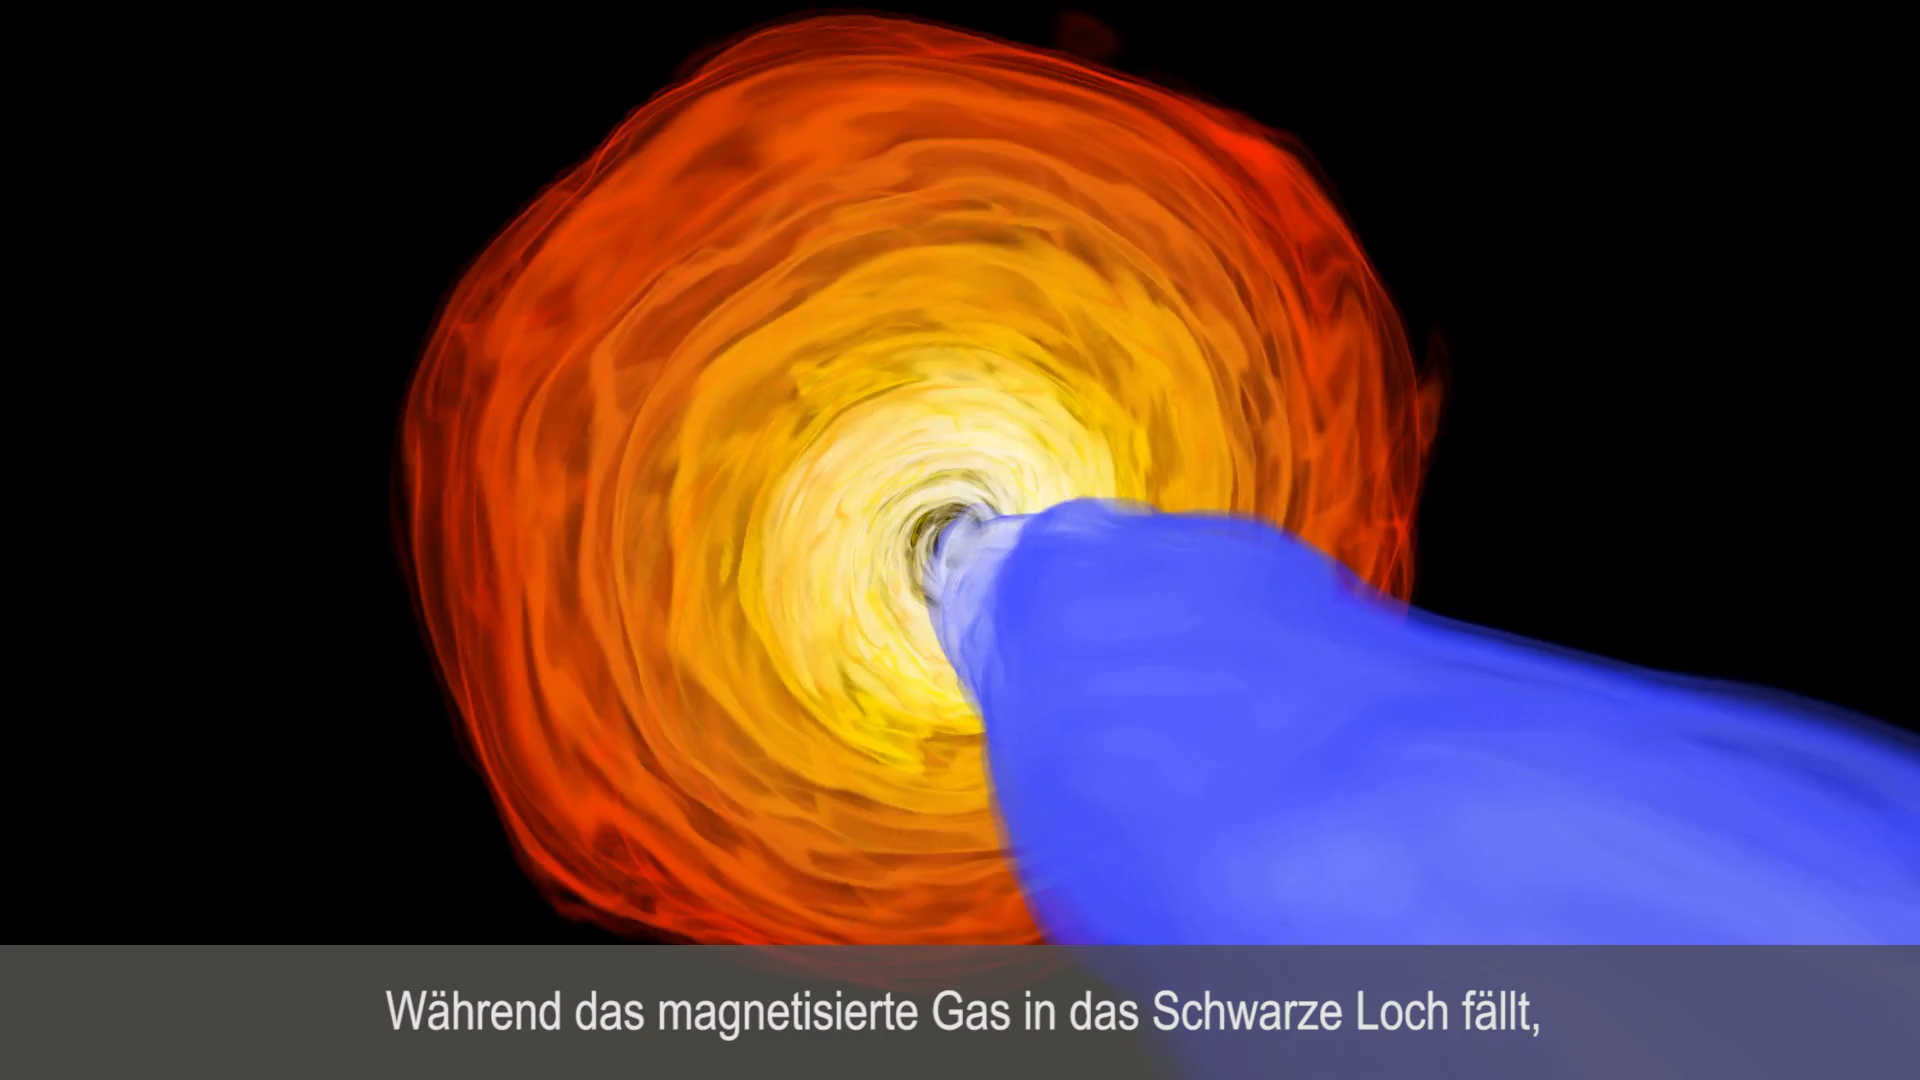 Während das magnetisierte Gas in das Schwarze Loch fällt,